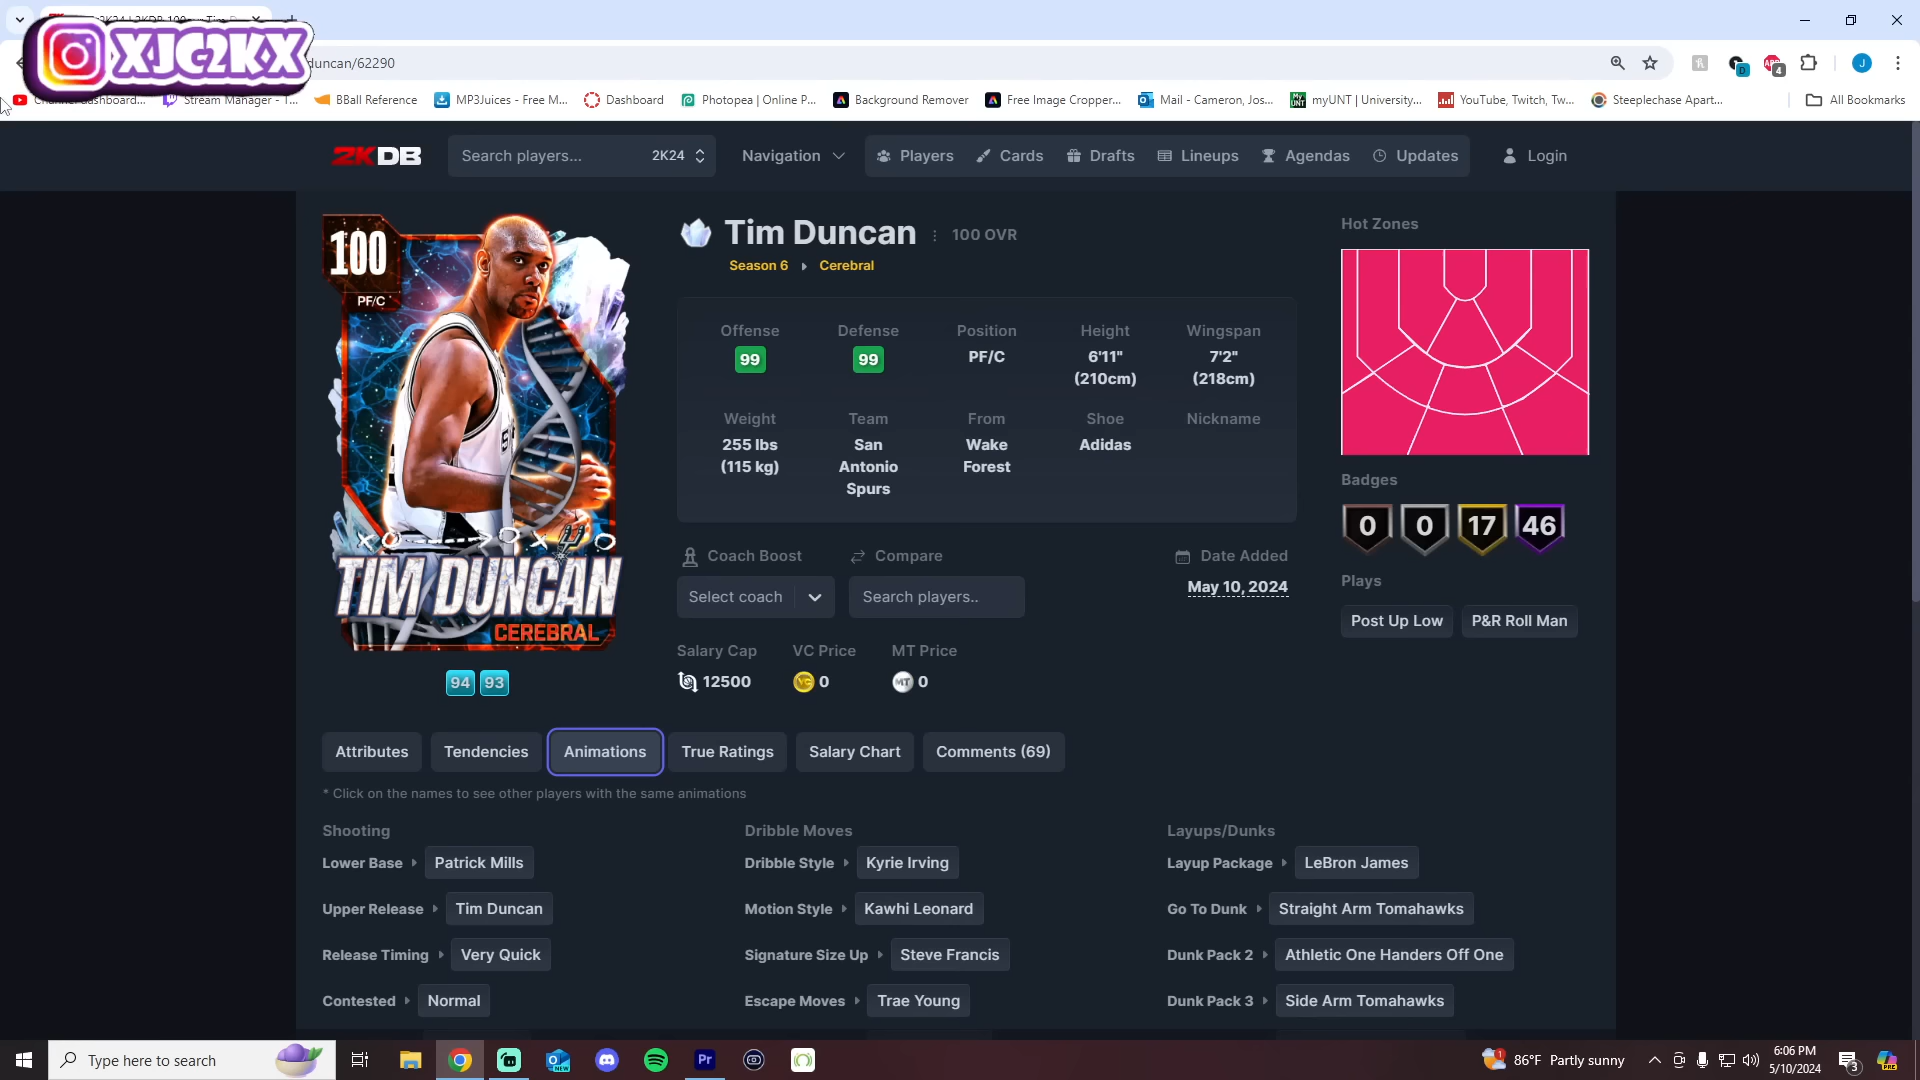 XJC2KX
duncan/62290
Stream Manager - T...
BBall Reference
MP3Juices - Free M...
Dashboard
Photopea | Online P...
Background Remover
Free Image Cropper...
Mail - Cameron, Jos...
myUNT | University...
YouTube, Twitch, Tw...
Steeplechase Apart...
All Bookmarks
2KDB
Search players...
2K24
Navigation
Players
Cards
Drafts
Lineups
Agendas
Updates
Login
100
PF/C
TIM DUNCAN
CEREBRAL
94 93
Tim Duncan
100 OVR
Season 6
Cerebral
Offense
99
Defense
99
Position
PF/C
Height
6'11"
(210cm)
Wingspan
7'2"
(218cm)
Weight
255 lbs
(115 kg)
Team
San
Antonio
Spurs
From
Wake
Forest
Shoe
Adidas
Nickname
Coach Boost
Select coach
Compare
Search players..
Date Added
May 10, 2024
Salary Cap
12500
VC Price
0
MT Price
0
Hot Zones
Badges
0 0 17 46
Plays
Post Up Low
P&R Roll Man
Attributes
Tendencies
Animations
True Ratings
Salary Chart
Comments (69)
* Click on the names to see other players with the same animations
Shooting
Lower Base
Patrick Mills
Upper Release
Tim Duncan
Release Timing
Very Quick
Contested
Normal
Dribble Moves
Dribble Style
Kyrie Irving
Motion Style
Kawhi Leonard
Signature Size Up
Steve Francis
Escape Moves
Trae Young
Layups/Dunks
Layup Package
LeBron James
Go To Dunk
Straight Arm Tomahawks
Dunk Pack 2
Athletic One Handers Off One
Dunk Pack 3
Side Arm Tomahawks
Type here to search
86°F Partly sunny
6:06 PM
5/10/2024